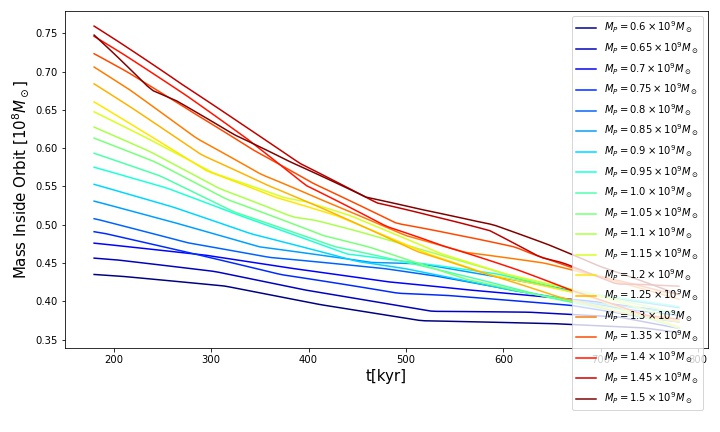 Mass Inside Orbit [10⁸M⊙]
0.75
0.70
0.65
0.60
0.55
0.50
0.45
0.40
0.35
200 300 400 500 600 700 800
t[kyr]
M_P = 0.6 × 10⁹M⊙
M_P = 0.65 × 10⁹M⊙
M_P = 0.7 × 10⁹M⊙
M_P = 0.75 × 10⁹M⊙
M_P = 0.8 × 10⁹M⊙
M_P = 0.85 × 10⁹M⊙
M_P = 0.9 × 10⁹M⊙
M_P = 0.95 × 10⁹M⊙
M_P = 1.0 × 10⁹M⊙
M_P = 1.05 × 10⁹M⊙
M_P = 1.1 × 10⁹M⊙
M_P = 1.15 × 10⁹M⊙
M_P = 1.2 × 10⁹M⊙
M_P = 1.25 × 10⁹M⊙
M_P = 1.3 × 10⁹M⊙
M_P = 1.35 × 10⁹M⊙
M_P = 1.4 × 10⁹M⊙
M_P = 1.45 × 10⁹M⊙
M_P = 1.5 × 10⁹M⊙